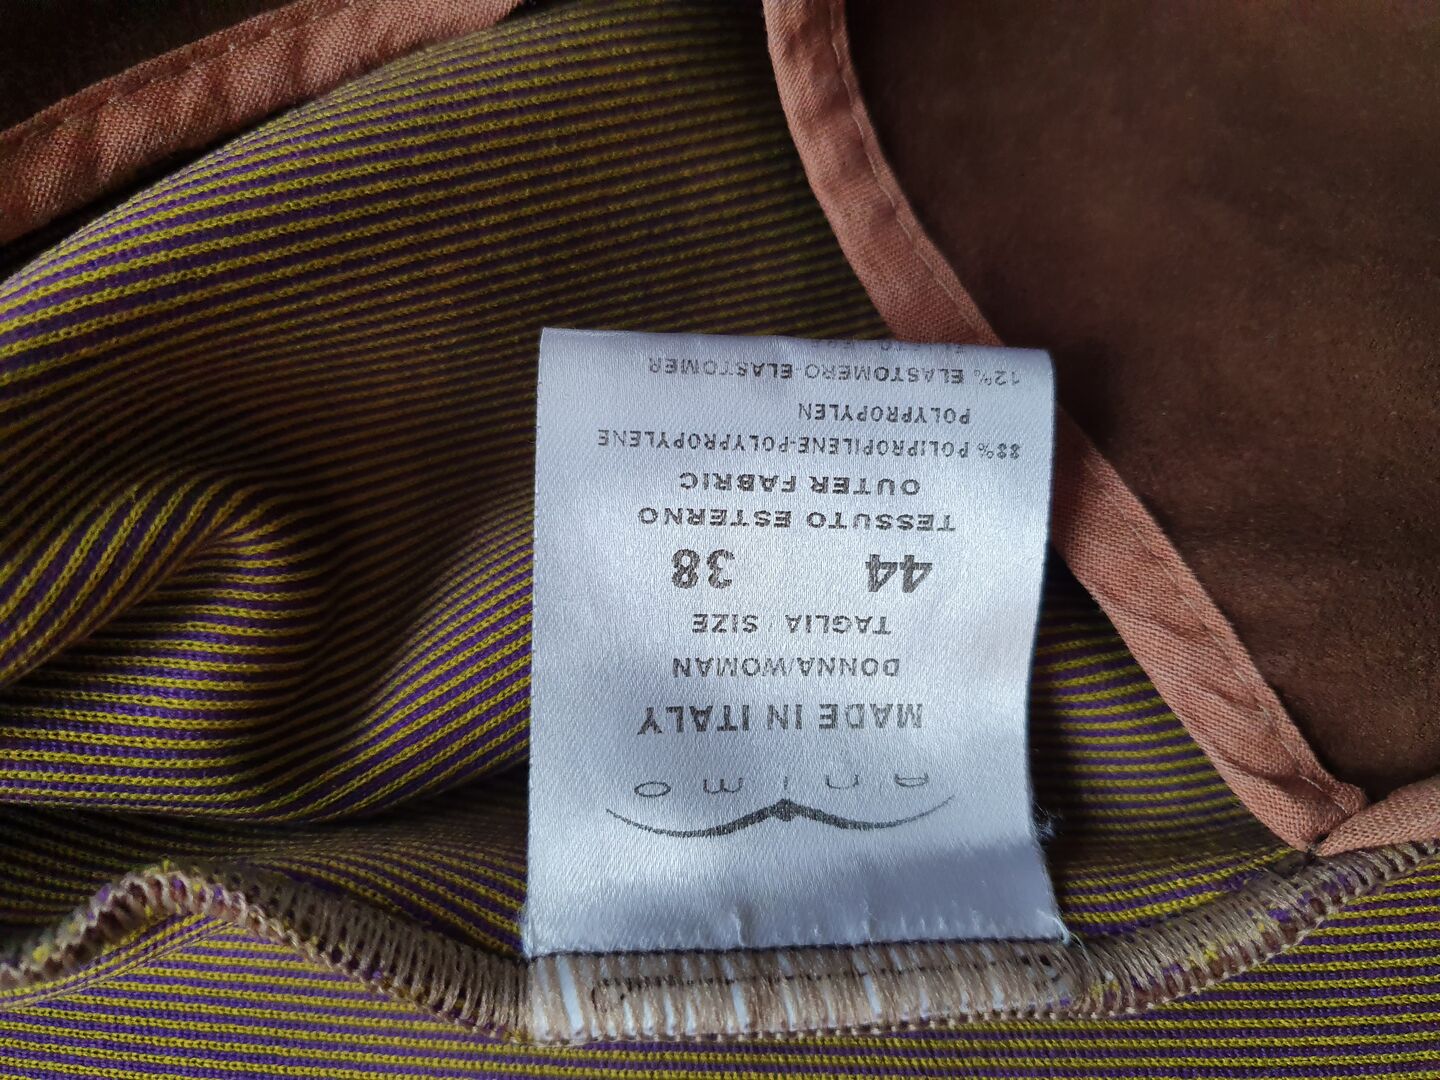 animo
MADE IN ITALY
DONNA/WOMAN
TAGLIA / SIZE
44 38
TESSUTO ESTERNO
OUTER FABRIC
88% POLIPROPILENE-POLYPROPYLENE
POLYPROPYLEN
12% ELASTOMERO-ELASTOMER